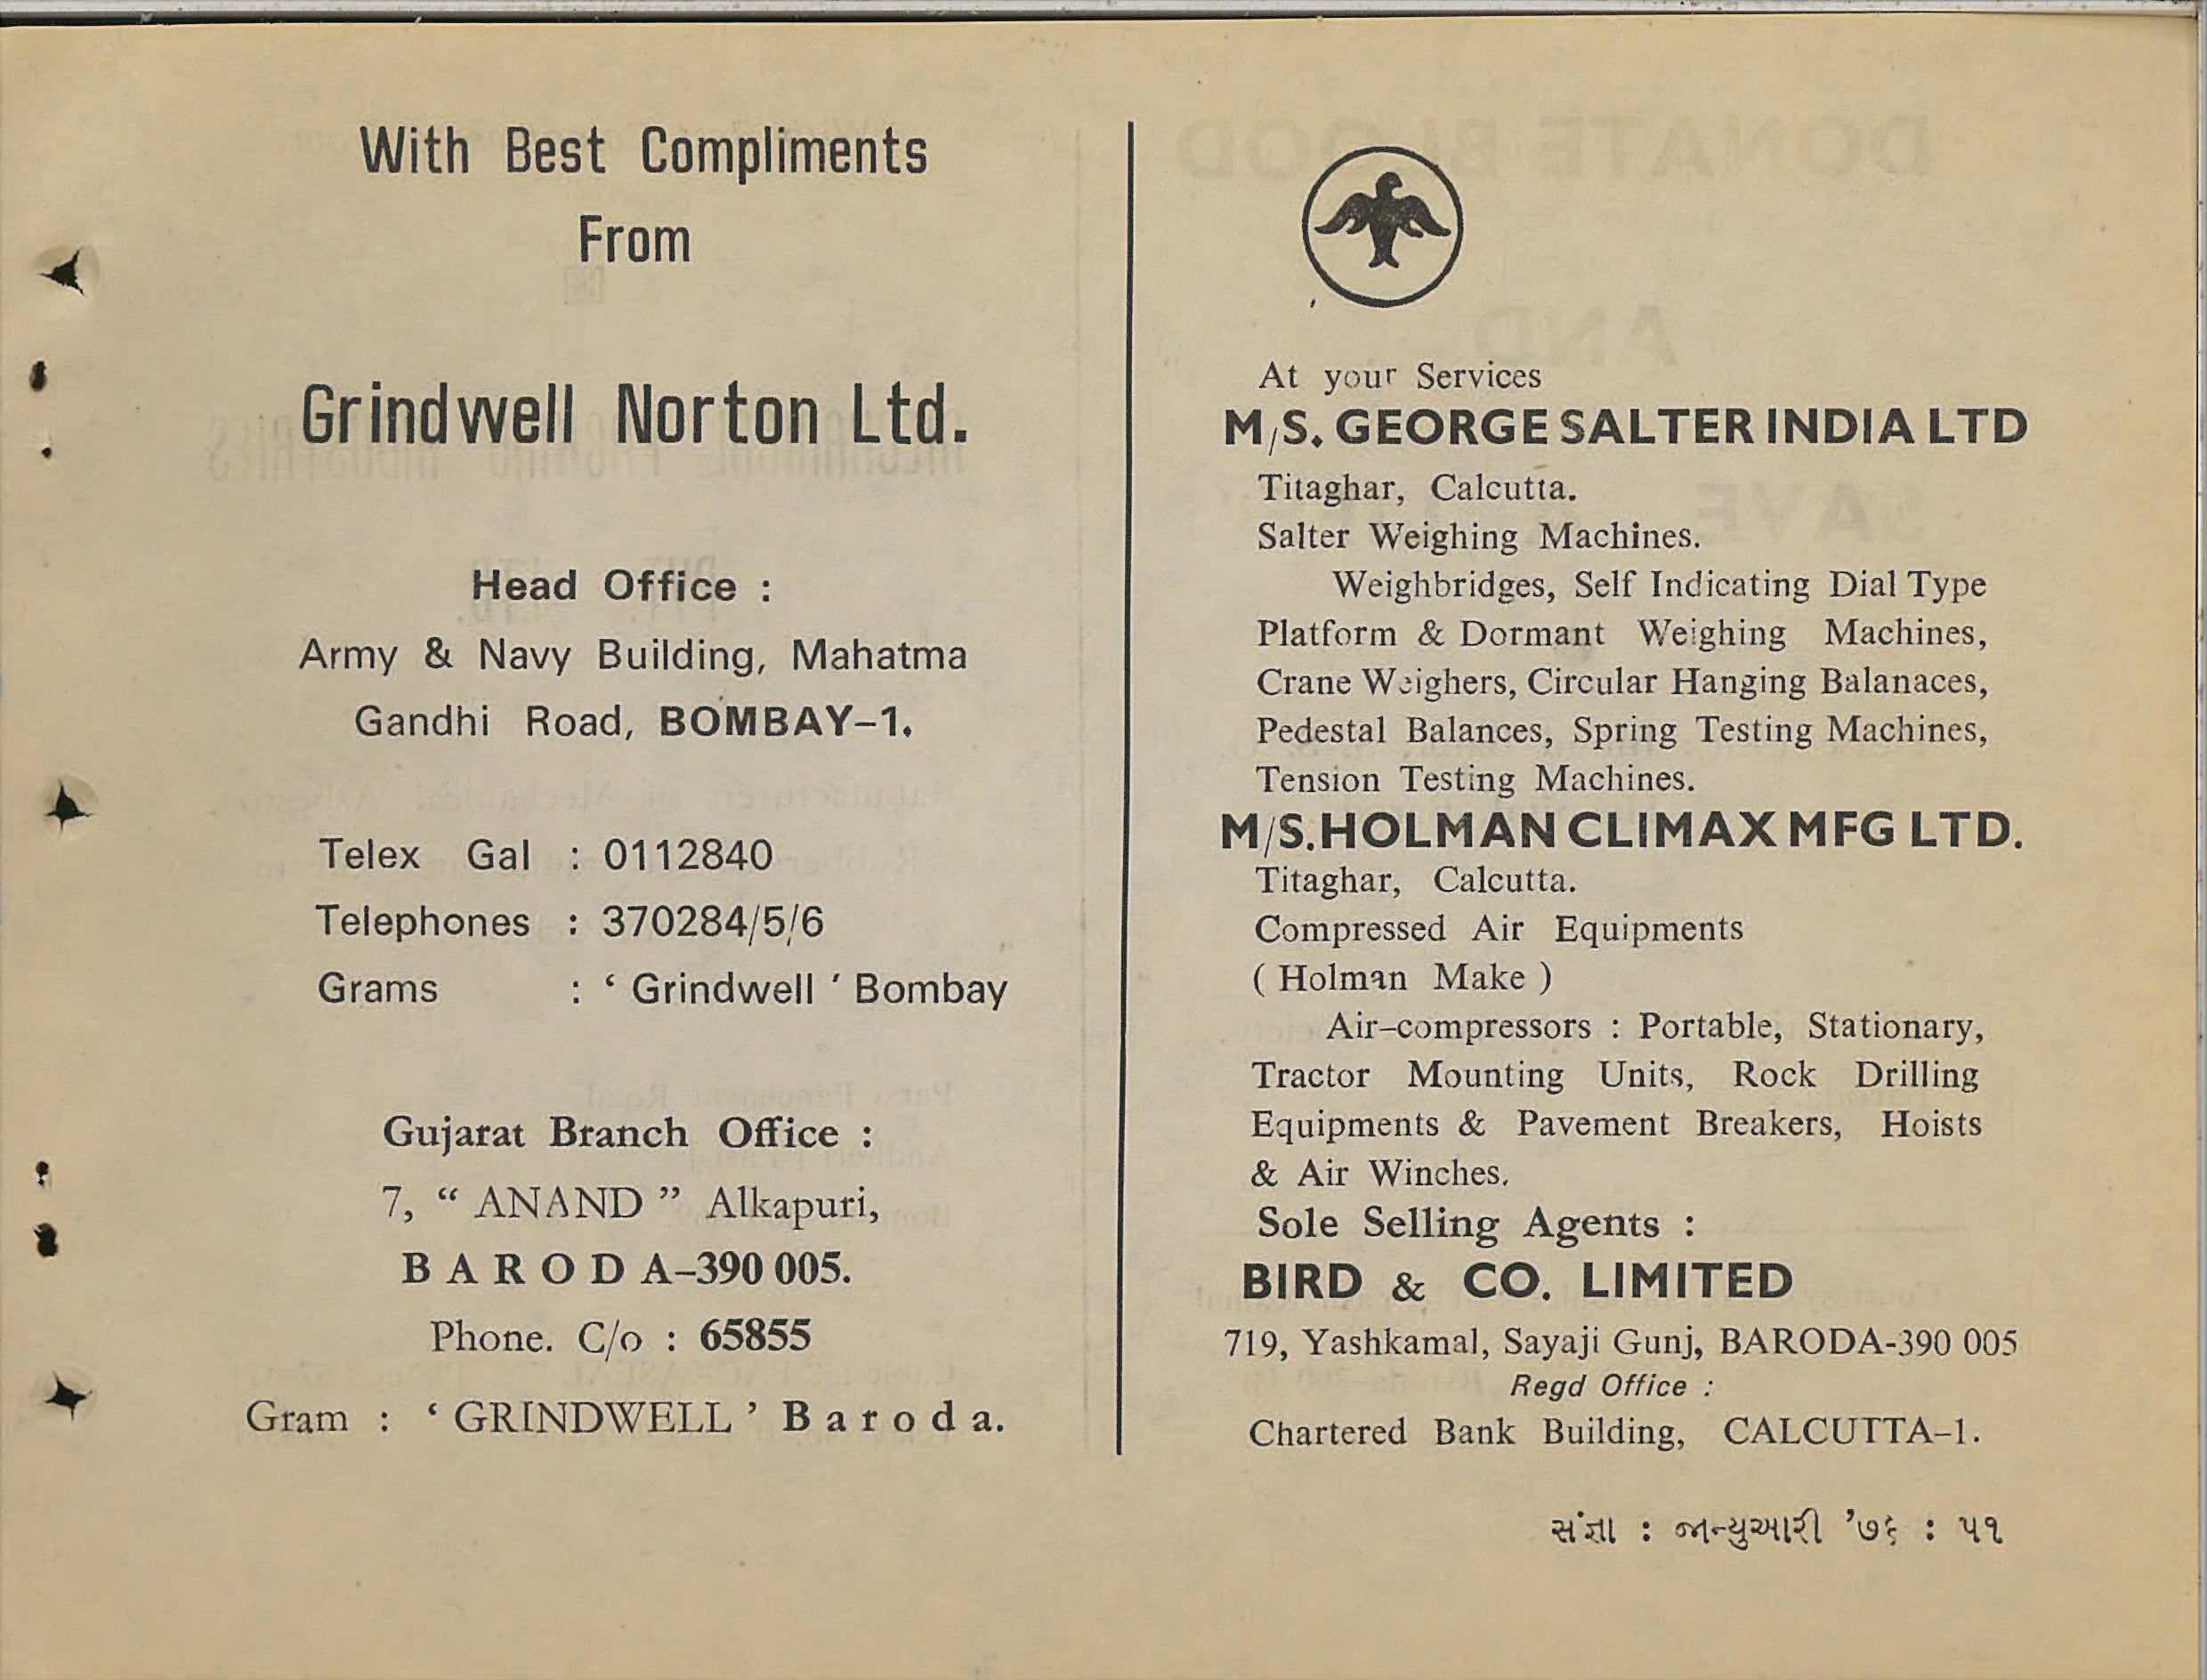 With Best Compliments
From
Grindwell Norton Ltd.
Head Office :
Army & Navy Building, Mahatma
Gandhi Road, BOMBAY-1.
Telex Gal : 0112840
Telephones : 370284/5/6
Grams : ‘ Grindwell ’ Bombay
Gujarat Branch Office :
7, “ ANAND ” Alkapuri,
BARODA-390 005.
Phone. C/o : 65855
Gram : ‘ GRINDWELL ’ Baroda.
At your Services
M/S. GEORGE SALTER INDIA LTD
Titaghar, Calcutta.
Salter Weighing Machines.
Weighbridges, Self Indicating Dial Type
Platform & Dormant Weighing Machines,
Crane Weighers, Circular Hanging Balanaces,
Pedestal Balances, Spring Testing Machines,
Tension Testing Machines.
M/S. HOLMAN CLIMAX MFG LTD.
Titaghar, Calcutta.
Compressed Air Equipments
( Holman Make )
Air-compressors : Portable, Stationary,
Tractor Mounting Units, Rock Drilling
Equipments & Pavement Breakers, Hoists
& Air Winches.
Sole Selling Agents :
BIRD & CO. LIMITED
719, Yashkamal, Sayaji Gunj, BARODA-390 005
Regd Office :
Chartered Bank Building, CALCUTTA-1.
સંજ્ઞા : જાન્યુઆરી ’૭૬ : ૫૧